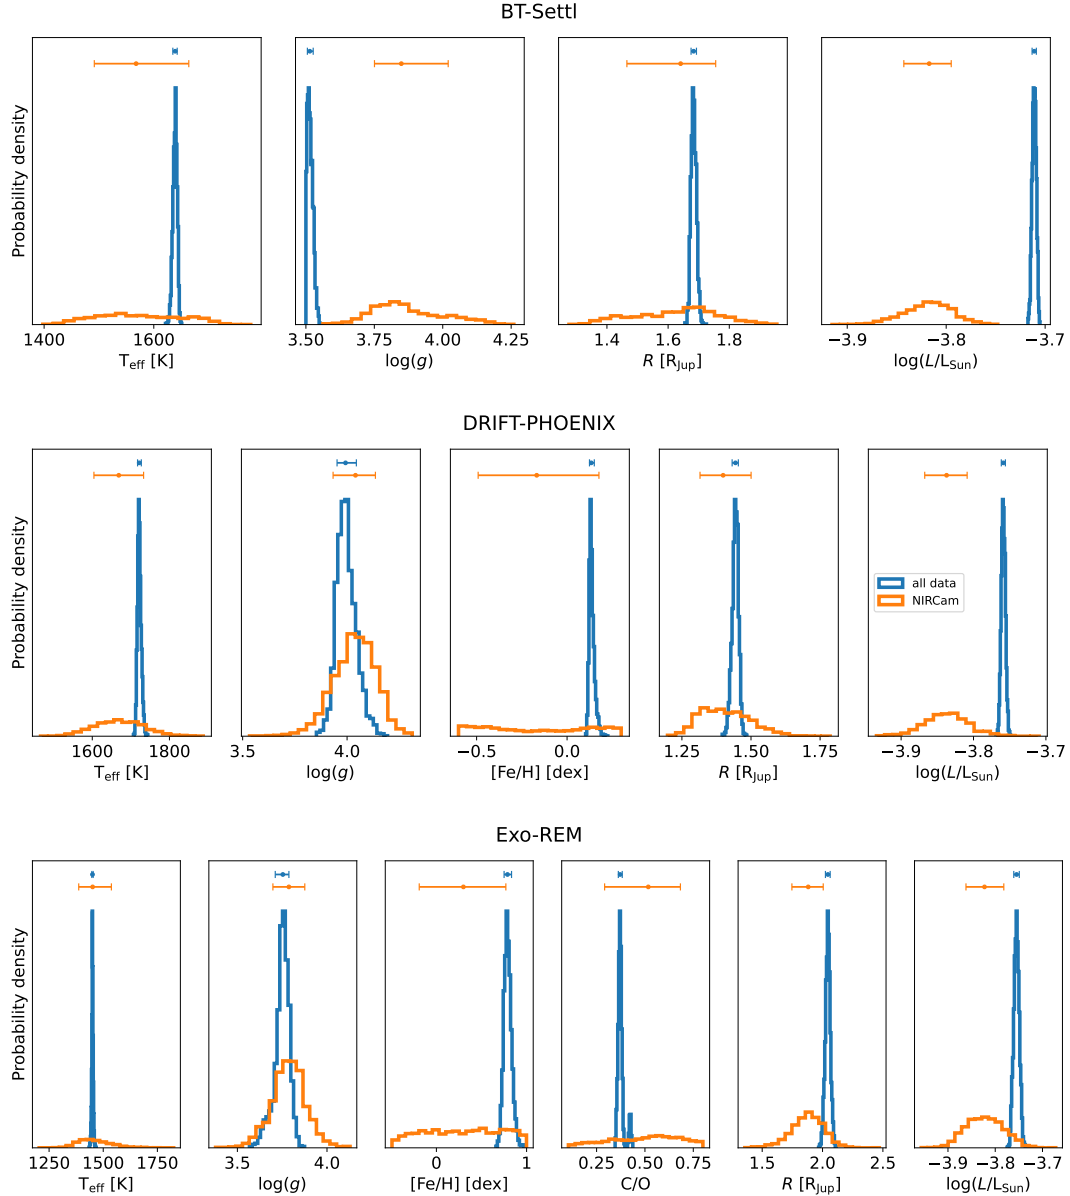 BT-Settl
Probability density
1400 1600
T_eff [K]
3.50 3.75 4.00 4.25
log(g)
1.4 1.6 1.8
R [R_Jup]
−3.9 −3.8 −3.7
log(L/L_Sun)
DRIFT-PHOENIX
Probability density
all data
NIRCam
1600 1800
T_eff [K]
3.5 4.0
log(g)
−0.5 0.0
[Fe/H] [dex]
1.25 1.50 1.75
R [R_Jup]
−3.9 −3.8 −3.7
log(L/L_Sun)
Exo-REM
Probability density
1250 1500 1750
T_eff [K]
3.5 4.0
log(g)
0 1
[Fe/H] [dex]
0.25 0.50 0.75
C/O
1.5 2.0 2.5
R [R_Jup]
−3.9 −3.8 −3.7
log(L/L_Sun)